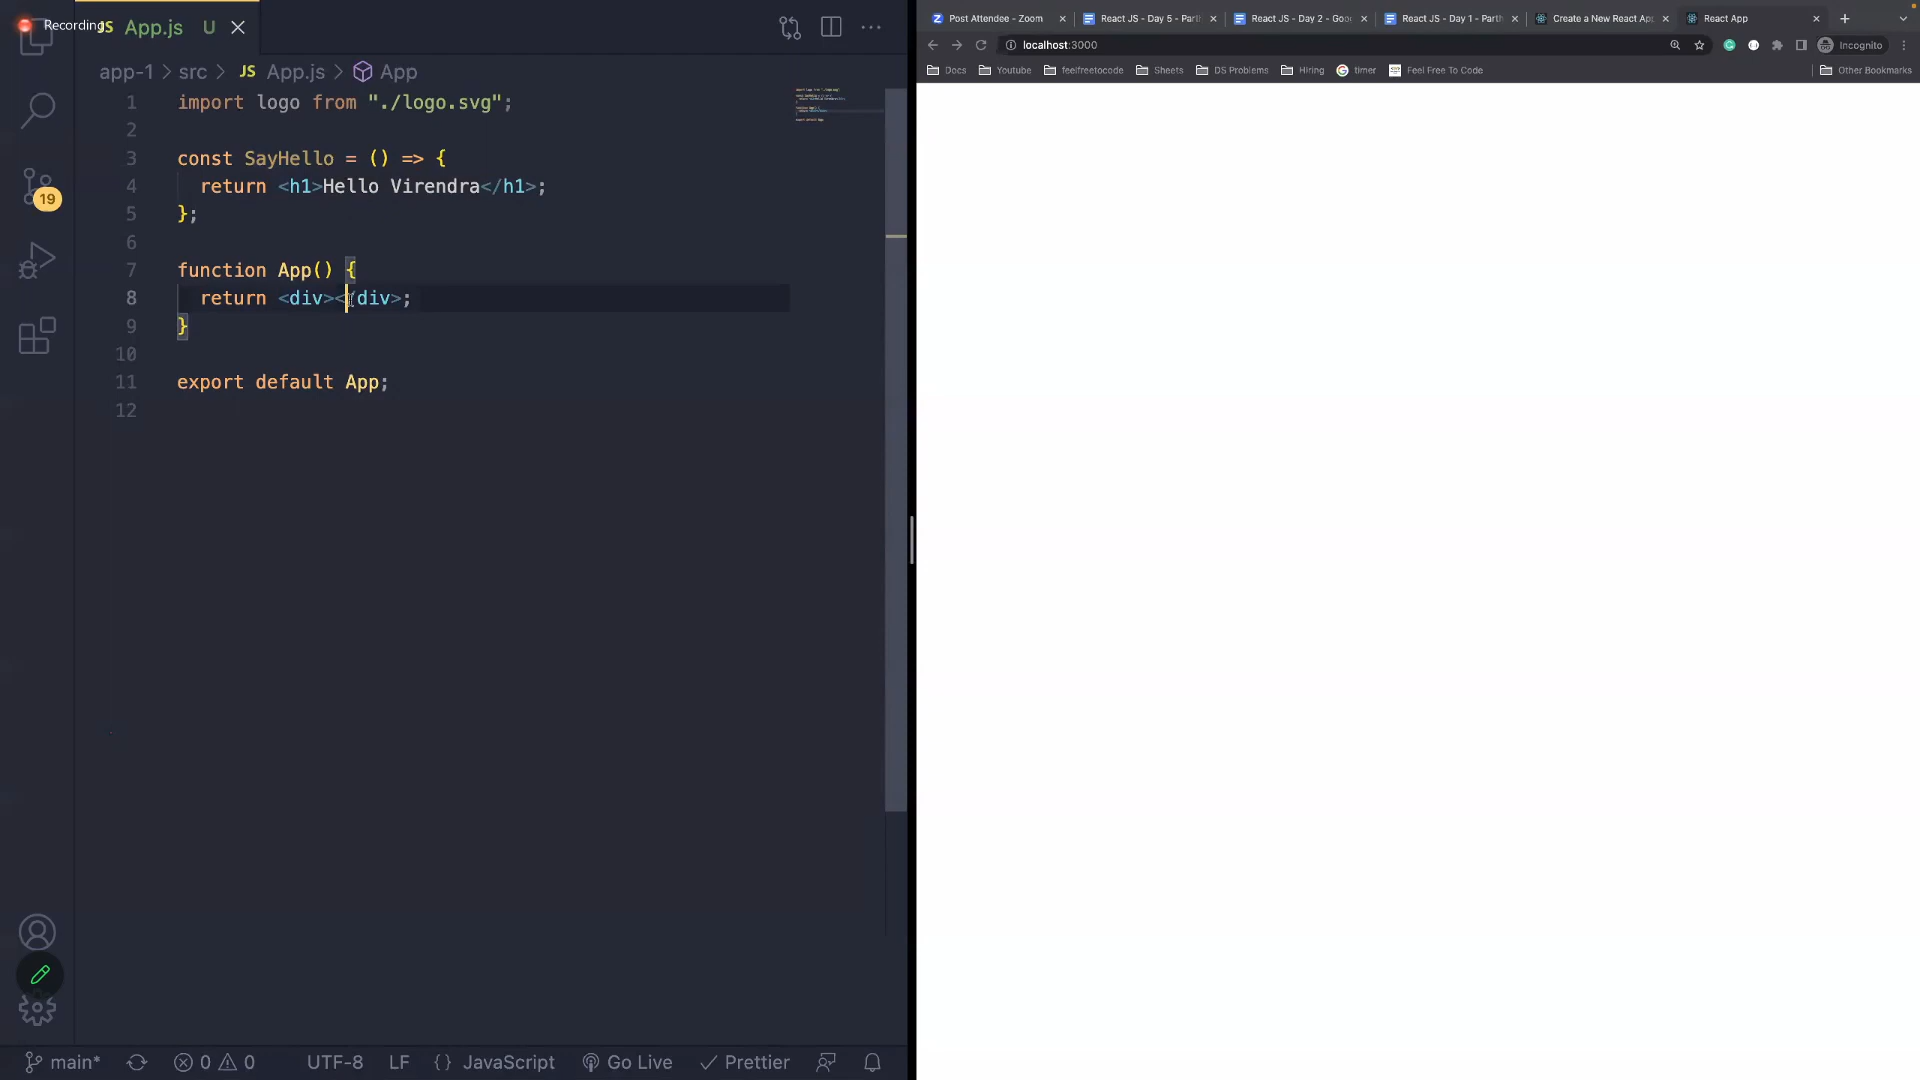 Recording
JS App.js U
app-1 > src > JS App.js > App
1 import logo from "./logo.svg";
2
3 const SayHello = () => {
4 return <h1>Hello Virendra</h1>;
5 };
6
7 function App() {
8 return <div></div>;
9 }
10
11 export default App;
12
19
main* 0 0 UTF-8 LF {} JavaScript Go Live Prettier
Post Attendee - Zoom React JS - Day 5 - Parth React JS - Day 2 - Goo React JS - Day 1 - Parth Create a New React App React App
localhost:3000 Incognito
Docs Youtube feelfreetocode Sheets DS Problems Hiring timer Feel Free To Code Other Bookmarks